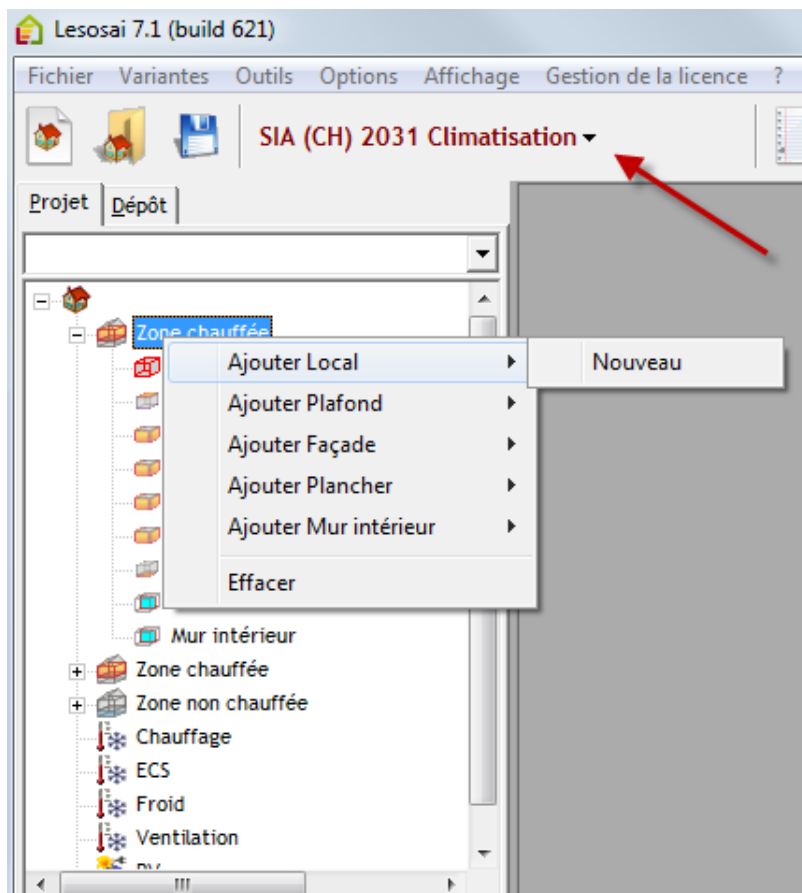 Lesosai 7.1 (build 621)
Fichier Variantes Outils Options Affichage Gestion de la licence ?
SIA (CH) 2031 Climatisation
Projet Dépôt
Zone chauffée
Ajouter Local Nouveau
Ajouter Plafond
Ajouter Façade
Ajouter Plancher
Ajouter Mur intérieur
Effacer
Mur intérieur
Zone chauffée
Zone non chauffée
Chauffage
ECS
Froid
Ventilation